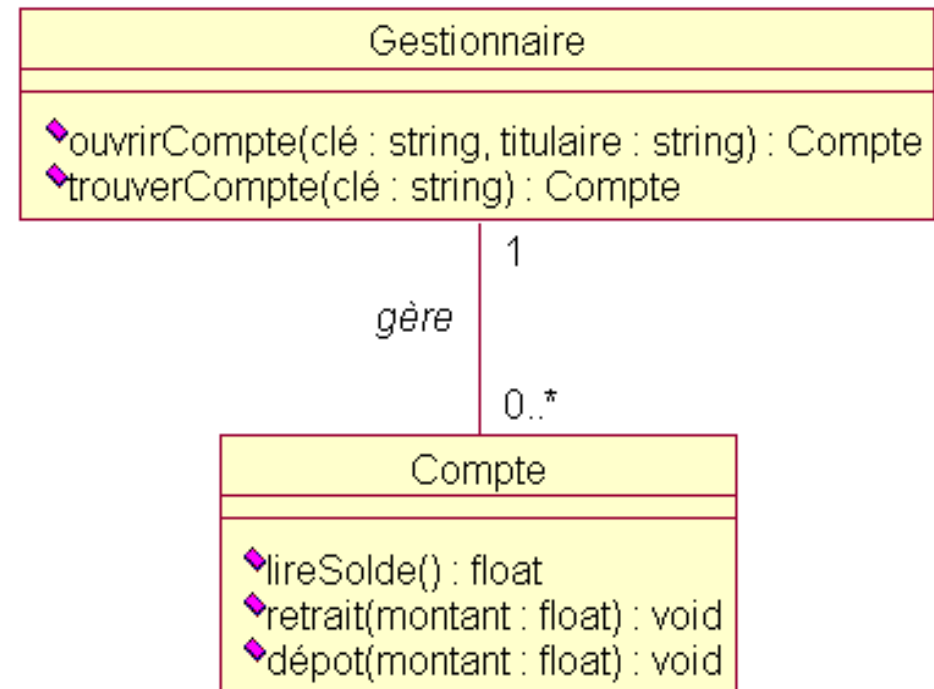 Gestionnaire
ouvrirCompte(clé : string, titulaire : string) : Compte
trouverCompte(clé : string) : Compte
1
gère
0..*
Compte
lireSolde() : float
retrait(montant : float) : void
dépot(montant : float) : void